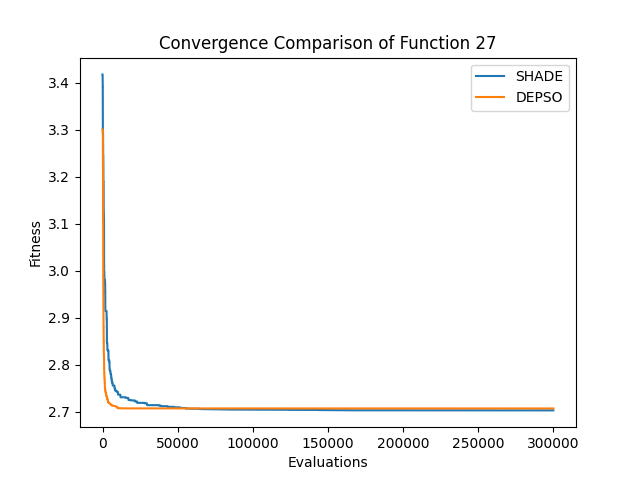 Convergence Comparison of Function 27
SHADE
DEPSO
3.4
3.3
3.2
3.1
3.0
2.9
2.8
2.7
Fitness
0 50000 100000 150000 200000 250000 300000
Evaluations